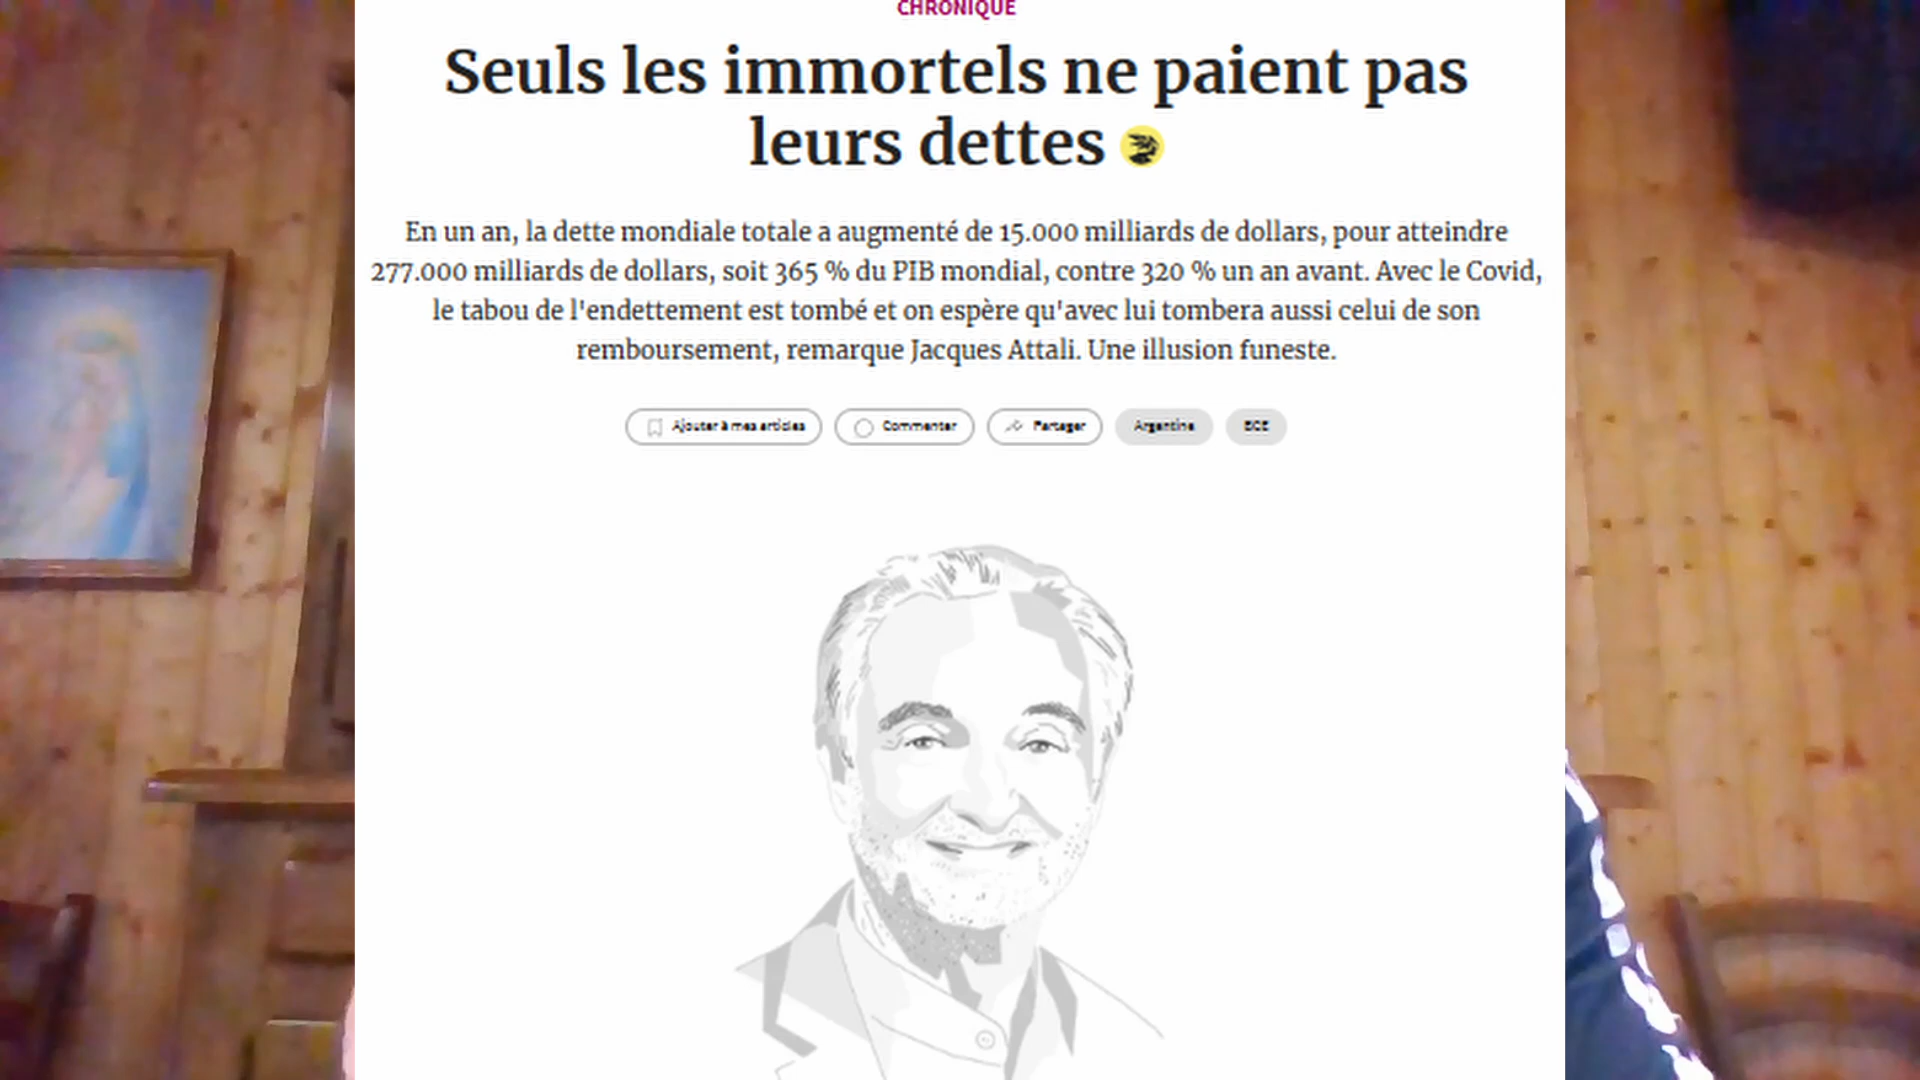 CHRONIQUE
Seuls les immortels ne paient pas
leurs dettes
En un an, la dette mondiale totale a augmenté de 15.000 milliards de dollars, pour atteindre
277.000 milliards de dollars, soit 365 % du PIB mondial, contre 320 % un an avant. Avec le Covid,
le tabou de l'endettement est tombé et on espère qu'avec lui tombera aussi celui de son
remboursement, remarque Jacques Attali. Une illusion funeste.
Ajouter à mes articles Commenter Partager Argentine BCE